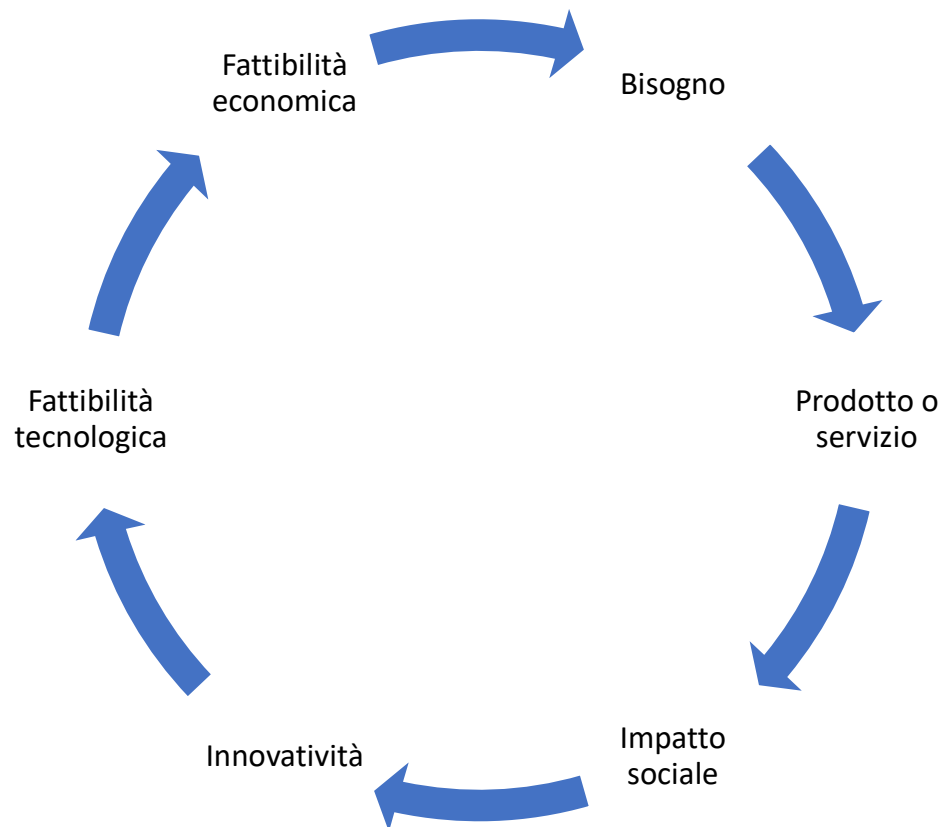 Fattibilità
economica
Bisogno
Prodotto o
servizio
Impatto
sociale
Innovatività
Fattibilità
tecnologica